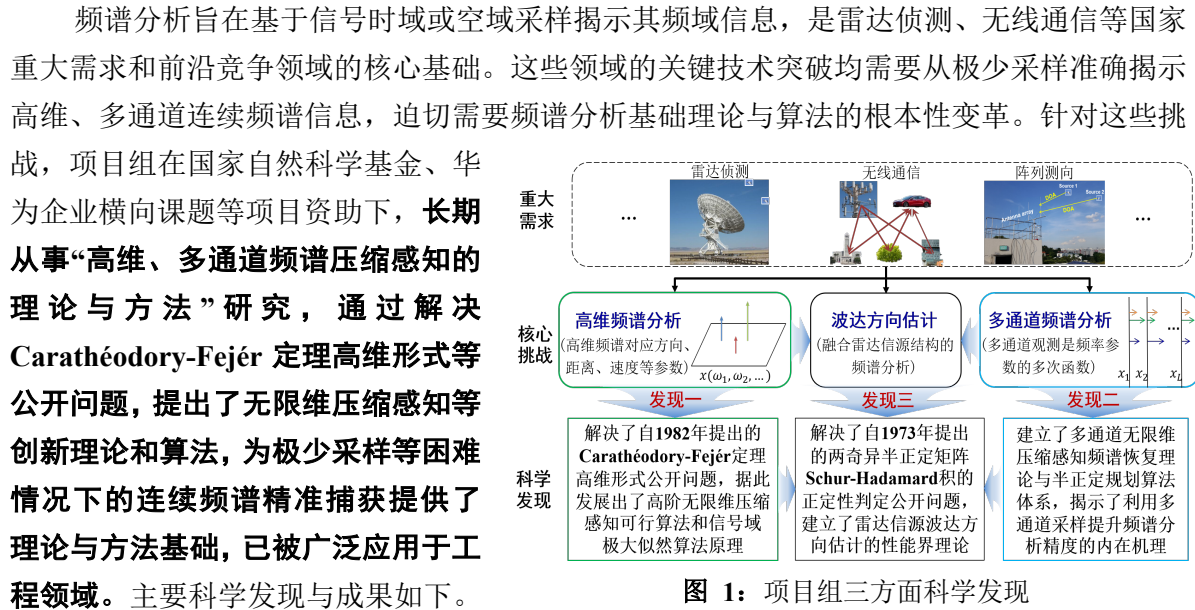 频谱分析旨在基于信号时域或空域采样揭示其频域信息，是雷达侦测、无线通信等国家
重大需求和前沿竞争领域的核心基础。这些领域的关键技术突破均需要从极少采样准确揭示
高维、多通道连续频谱信息，迫切需要频谱分析基础理论与算法的根本性变革。针对这些挑
战，项目组在国家自然科学基金、华
为企业横向课题等项目资助下，长期
从事“高维、多通道频谱压缩感知的
理论与方法”研究，通过解决
Carathéodory-Fejér 定理高维形式等
公开问题，提出了无限维压缩感知等
创新理论和算法，为极少采样等困难
情况下的连续频谱精准捕获提供了
理论与方法基础，已被广泛应用于工
程领域。主要科学发现与成果如下。
重大
需求
...
雷达侦测
无线通信
阵列测向
Source 1
Source 2
DOA
DOA
Antenna array
...
核心
挑战
高维频谱分析
(高维频谱对应方向、
距离、速度等参数)
x(ω1, ω2, …)
波达方向估计
(融合雷达信源结构的
频谱分析)
多通道频谱分析
(多通道观测是频率参
数的多次函数)
...
x1 x2 xL
发现一
发现三
发现二
科学
发现
解决了自1982年提出的
Carathéodory-Fejér定理
高维形式公开问题，据此
发展出了高阶无限维压缩
感知可行算法和信号域
极大似然算法原理
解决了自1973年提出
的两奇异半正定矩阵
Schur-Hadamard积的
正定性判定公开问题，
建立了雷达信源波达方
向估计的性能界理论
建立了多通道无限维
压缩感知频谱恢复理
论与半正定规划算法
体系，揭示了利用多
通道采样提升频谱分
析精度的内在机理
图 1：项目组三方面科学发现